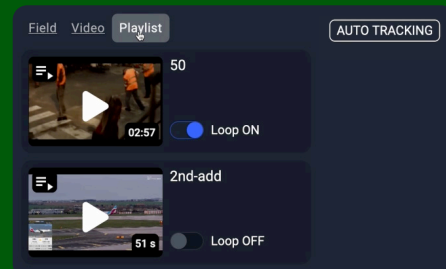 Field Video Playlist AUTO TRACKING
50
02:57 Loop ON
2nd-add
51 s Loop OFF